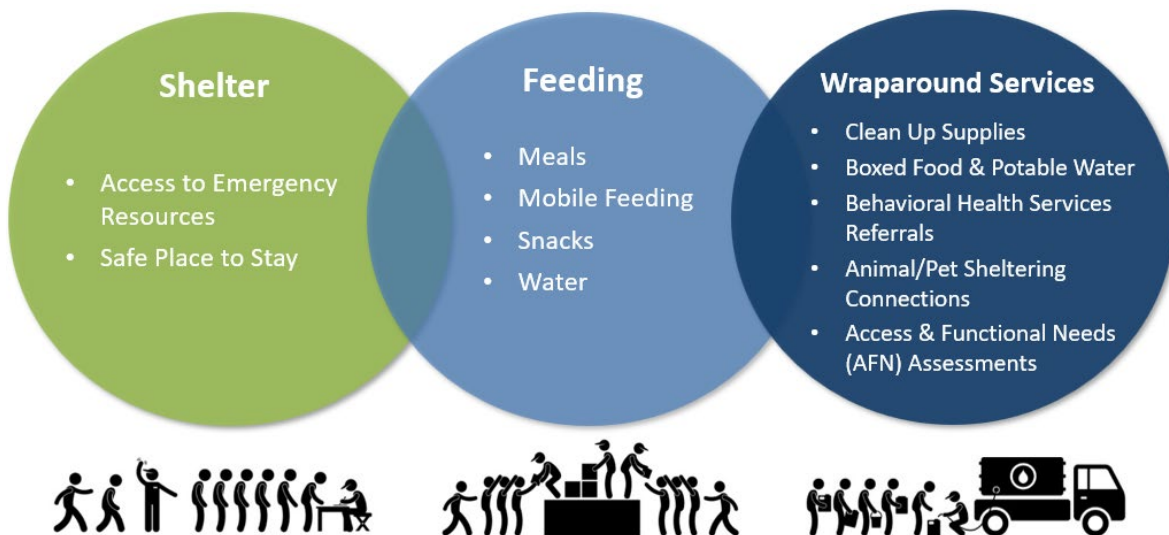 Shelter
• Access to Emergency
Resources
• Safe Place to Stay
Feeding
• Meals
• Mobile Feeding
• Snacks
• Water
Wraparound Services
• Clean Up Supplies
• Boxed Food & Potable Water
• Behavioral Health Services
Referrals
• Animal/Pet Sheltering
Connections
• Access & Functional Needs
(AFN) Assessments